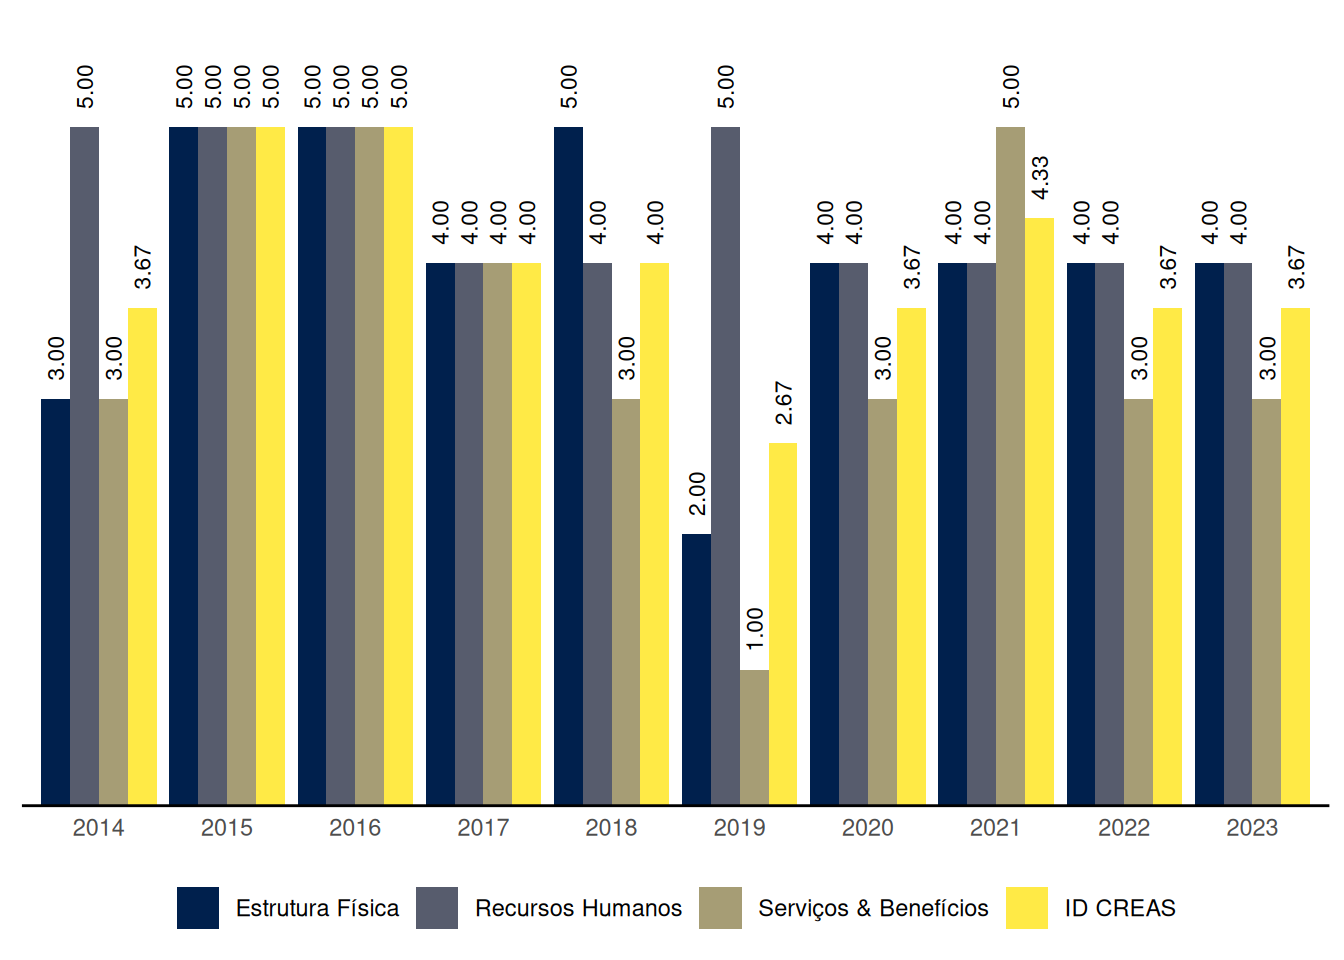 3.00 5.00 3.00 3.67
5.00 5.00 5.00 5.00
5.00 5.00 5.00 5.00
4.00 4.00 4.00 4.00
5.00 4.00 3.00 4.00
2.00 5.00 1.00 2.67
4.00 4.00 3.00 3.67
4.00 4.00 5.00 4.33
4.00 4.00 3.00 3.67
4.00 4.00 3.00 3.67
2014 2015 2016 2017 2018 2019 2020 2021 2022 2023
Estrutura Física Recursos Humanos Serviços & Benefícios ID CREAS